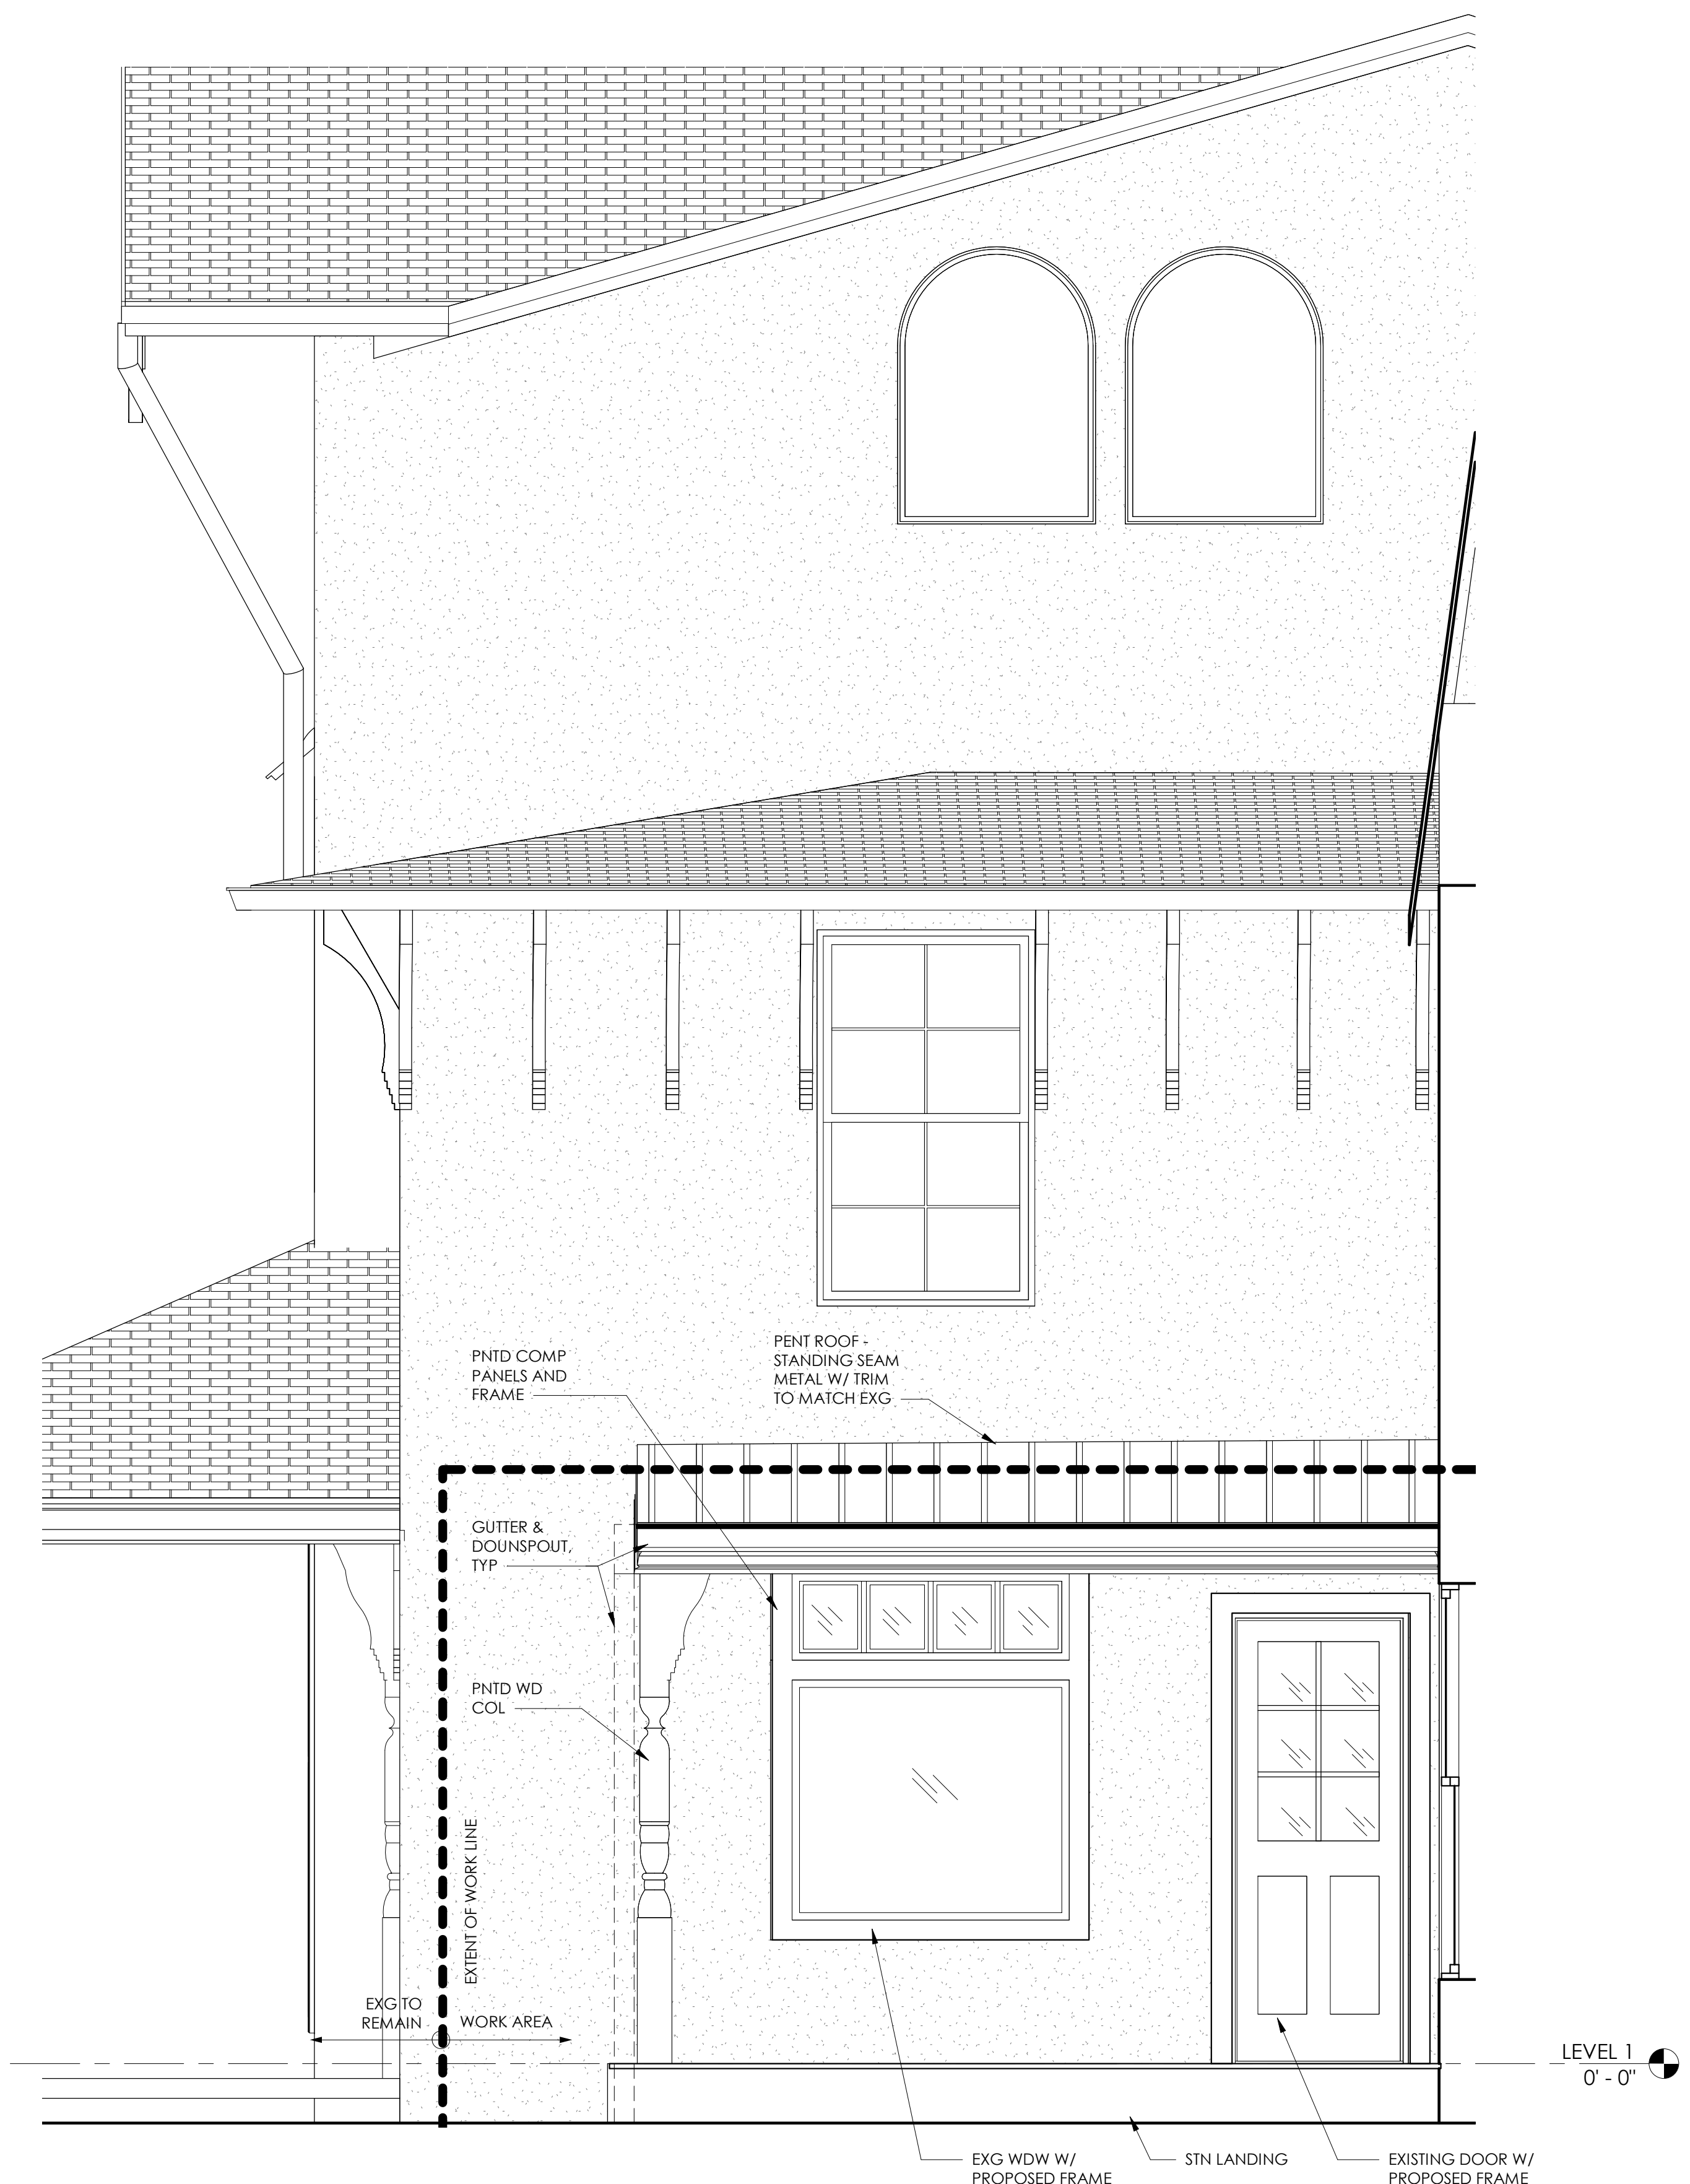 PNTD COMP
PANELS AND
FRAME
PENT ROOF -
STANDING SEAM
METAL W/ TRIM
TO MATCH EXG
GUTTER &
DOUNSPOUT,
TYP
PNTD WD
COL
EXTENT OF WORK LINE
EXG TO
REMAIN
WORK AREA
LEVEL 1
0' - 0"
EXG WDW W/
PROPOSED FRAME
STN LANDING
EXISTING DOOR W/
PROPOSED FRAME